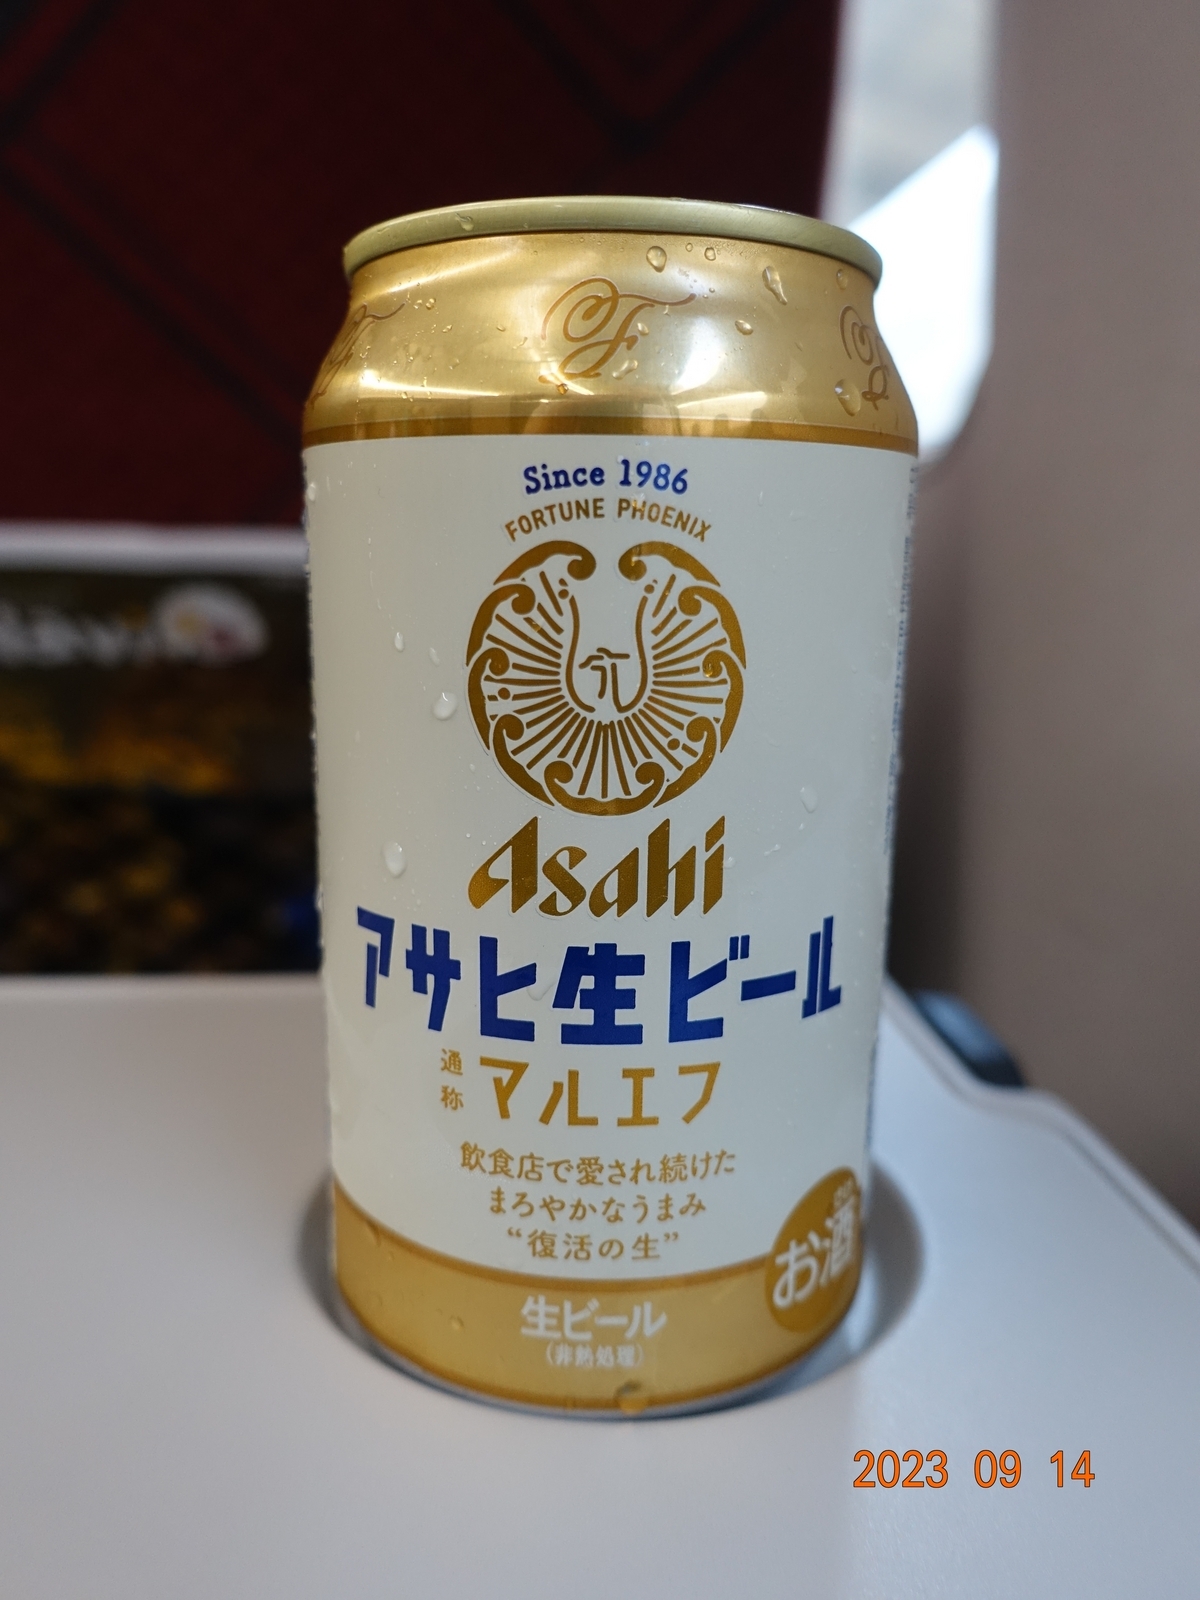 F
Since 1986
FORTUNE PHOENIX
Asahi
アサヒ生ビール
通称 マルエフ
飲食店で愛され続けた
まろやかなうまみ
“復活の生”
お酒
生ビール
(非熱処理)
2023 09 14